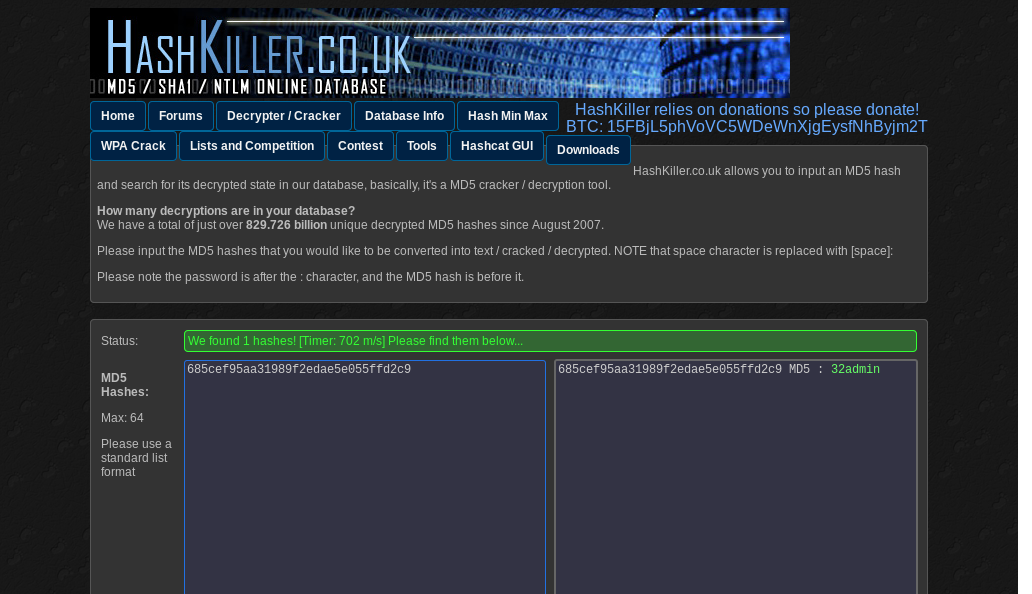 HASHKILLER.CO.UK
MD5 / SHA1 / NTLM ONLINE DATABASE
Home Forums Decrypter / Cracker Database Info Hash Min Max
HashKiller relies on donations so please donate!
BTC: 15FBjL5phVoVC5WDeWnXjgEysfNhByjm2T
WPA Crack Lists and Competition Contest Tools Hashcat GUI Downloads
HashKiller.co.uk allows you to input an MD5 hash
and search for its decrypted state in our database, basically, it's a MD5 cracker / decryption tool.
How many decryptions are in your database?
We have a total of just over 829.726 billion unique decrypted MD5 hashes since August 2007.
Please input the MD5 hashes that you would like to be converted into text / cracked / decrypted. NOTE that space character is replaced with [space]:
Please note the password is after the : character, and the MD5 hash is before it.
Status: We found 1 hashes! [Timer: 702 m/s] Please find them below...
MD5
Hashes:
Max: 64
Please use a
standard list
format
685cef95aa31989f2edae5e055ffd2c9
685cef95aa31989f2edae5e055ffd2c9 MD5 : 32admin